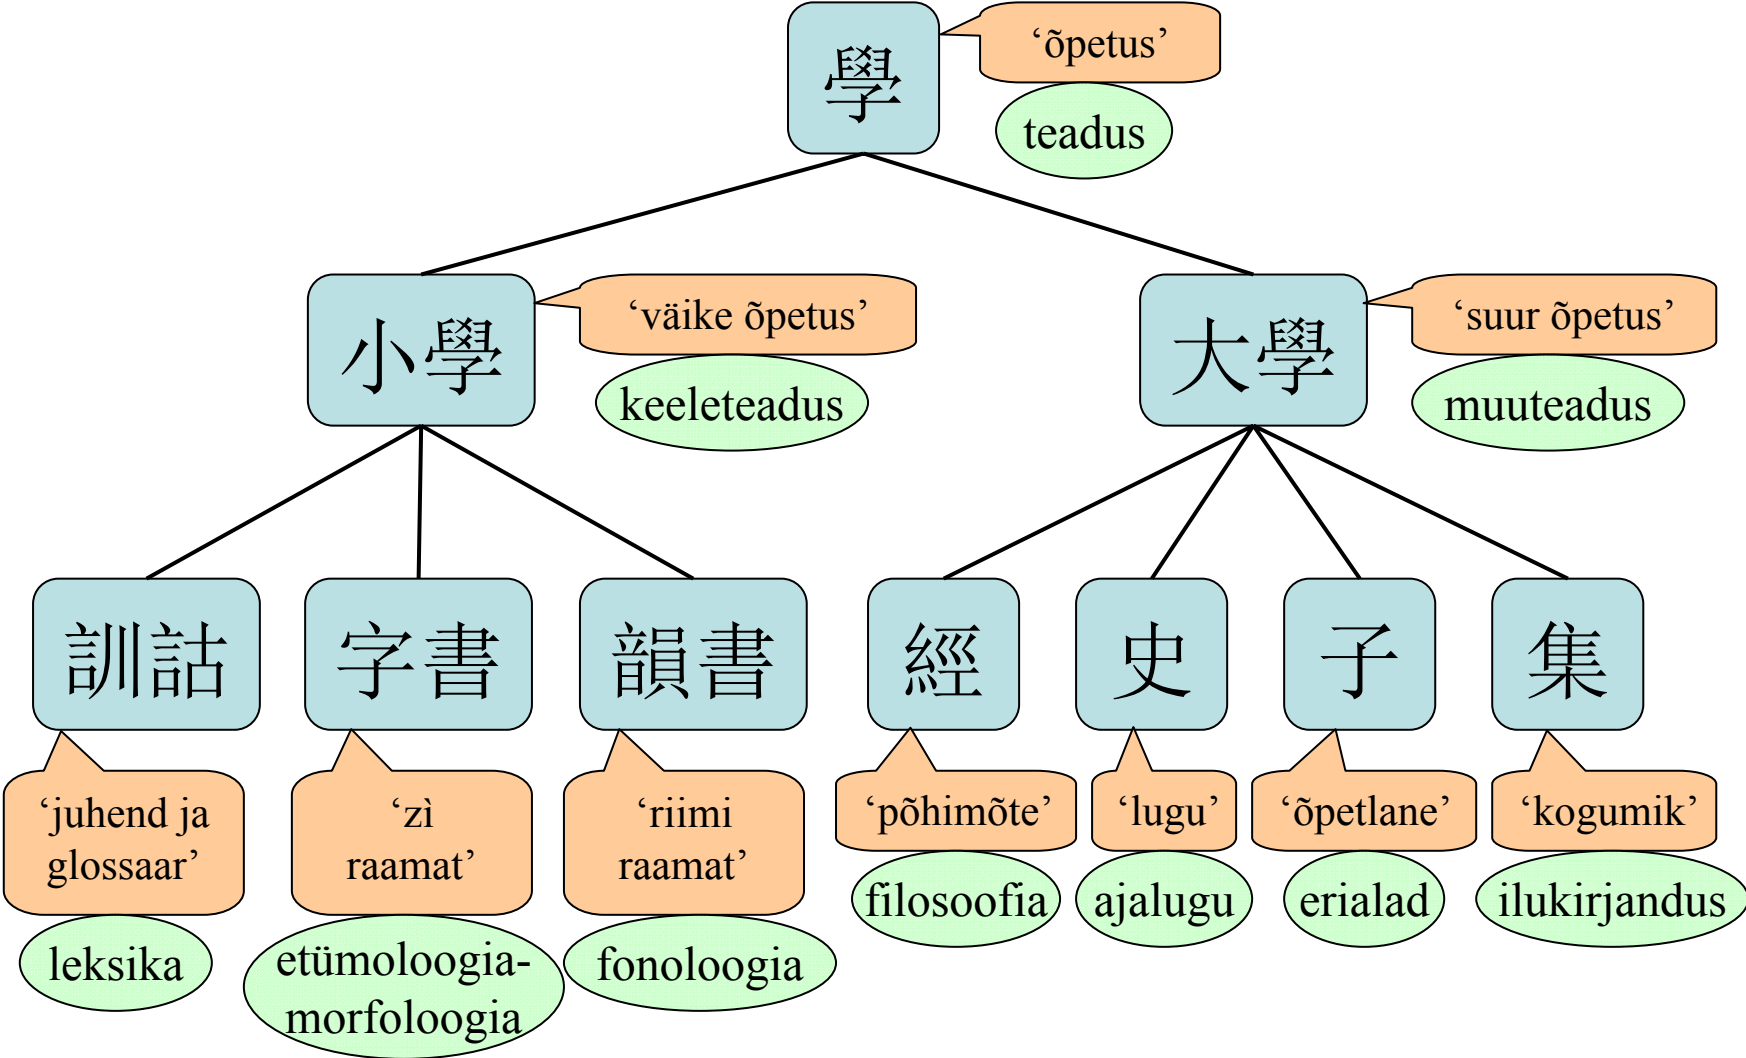 學
‘õpetus’
teadus
小學
‘väike õpetus’
keeleteadus
大學
‘suur õpetus’
muuteadus
訓詁
‘juhend ja
glossaar’
leksika
字書
‘zì
raamat’
etümoloogia-
morfoloogia
韻書
‘riimi
raamat’
fonoloogia
經
‘põhimõte’
filosoofia
史
‘lugu’
ajalugu
子
‘õpetlane’
erialad
集
‘kogumik’
ilukirjandus